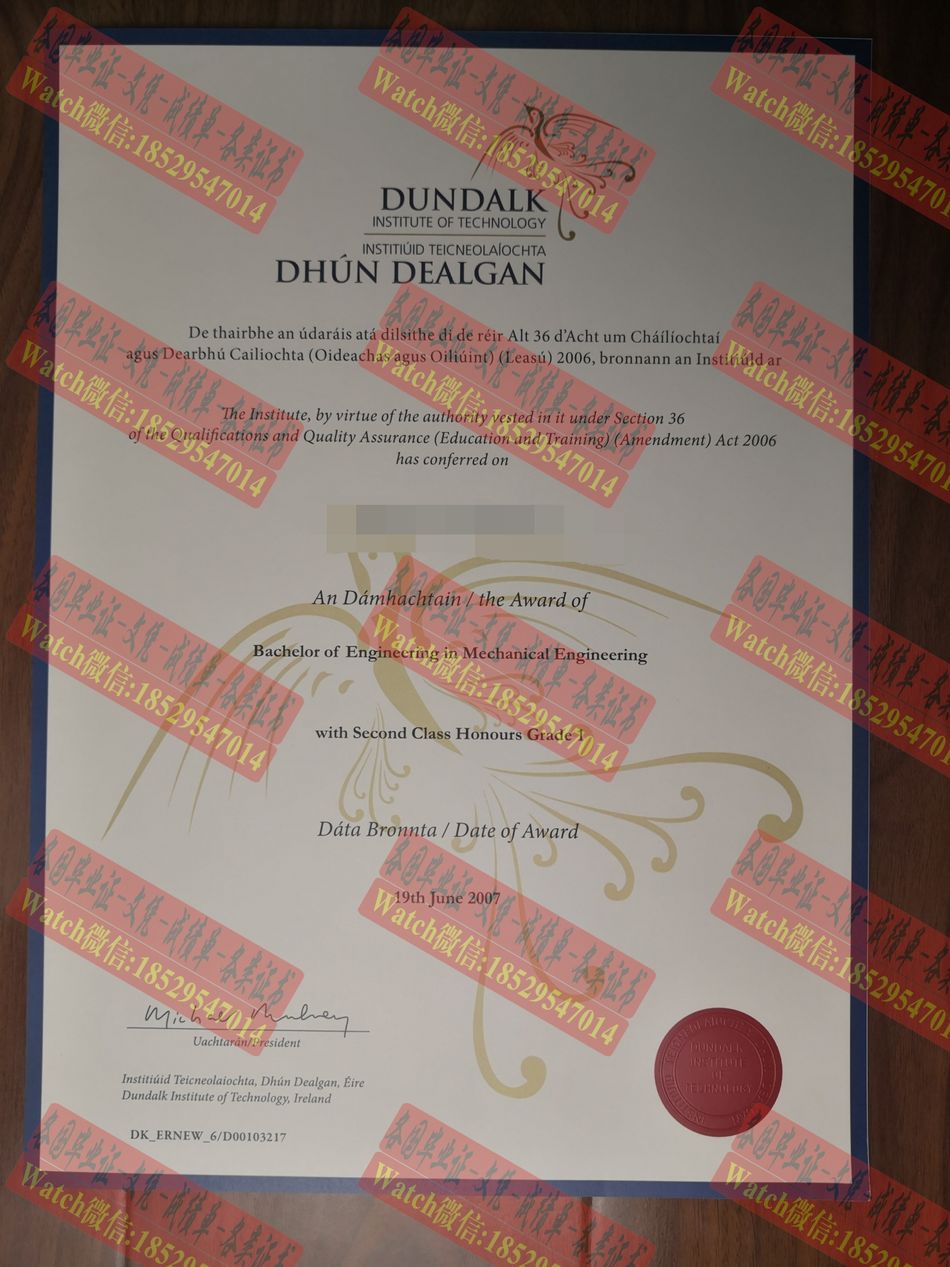 DUNDALK
INSTITUTE OF TECHNOLOGY
INSTITIÚID TEICNEOLAÍOCHTA
DHÚN DEALGAN
De thairbhe an údaráis atá dílsithe di de réir Alt 36 d'Acht um Cháilíochtaí
agus Dearbhú Cailiochta (Oideachas agus Oiliúint) (Leasú) 2006, bronnann an Institiúid ar
The Institute, by virtue of the authority vested in it under Section 36
of the Qualifications and Quality Assurance (Education and Training) (Amendment) Act 2006
has conferred on
An Dámhachtain / the Award of
Bachelor of Engineering in Mechanical Engineering
with Second Class Honours Grade 1
Dáta Bronnta / Date of Award
19th June 2007
Michael Mulvey
Uachtarán/President
Institiúid Teicneolaiochta, Dhún Dealgan, Éire
Dundalk Institute of Technology, Ireland
DK_ERNEW_6/D00103217
DUNDALK
INSTITUTE
OF
TECHNOLOGY
各国毕业证-文凭-成绩单-各类证书
Watch微信:18529547014